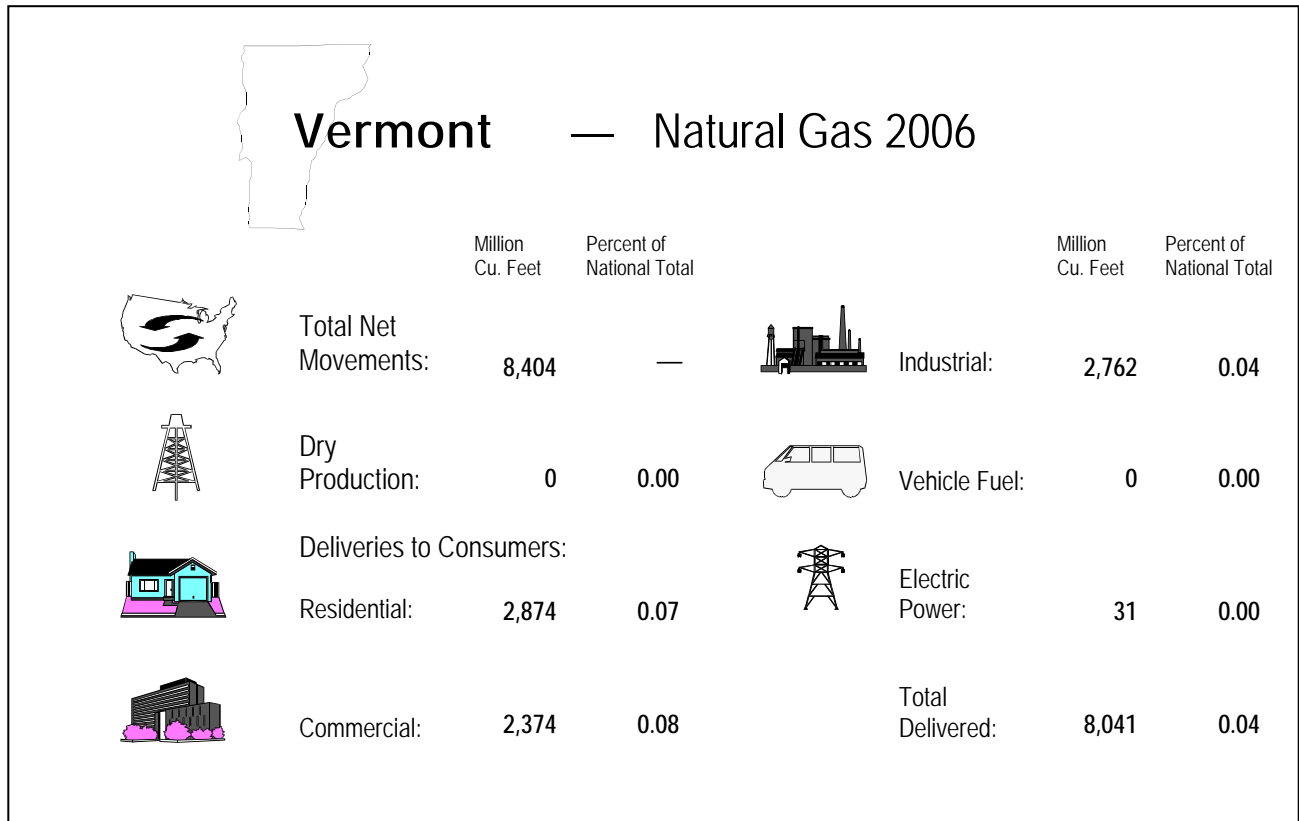 Vermont — Natural Gas 2006
Million Percent of
Cu. Feet National Total
Total Net
Movements: 8,404 —
Dry
Production: 0 0.00
Deliveries to Consumers:
Residential: 2,874 0.07
Commercial: 2,374 0.08
Million Percent of
Cu. Feet National Total
Industrial: 2,762 0.04
Vehicle Fuel: 0 0.00
Electric
Power: 31 0.00
Total
Delivered: 8,041 0.04